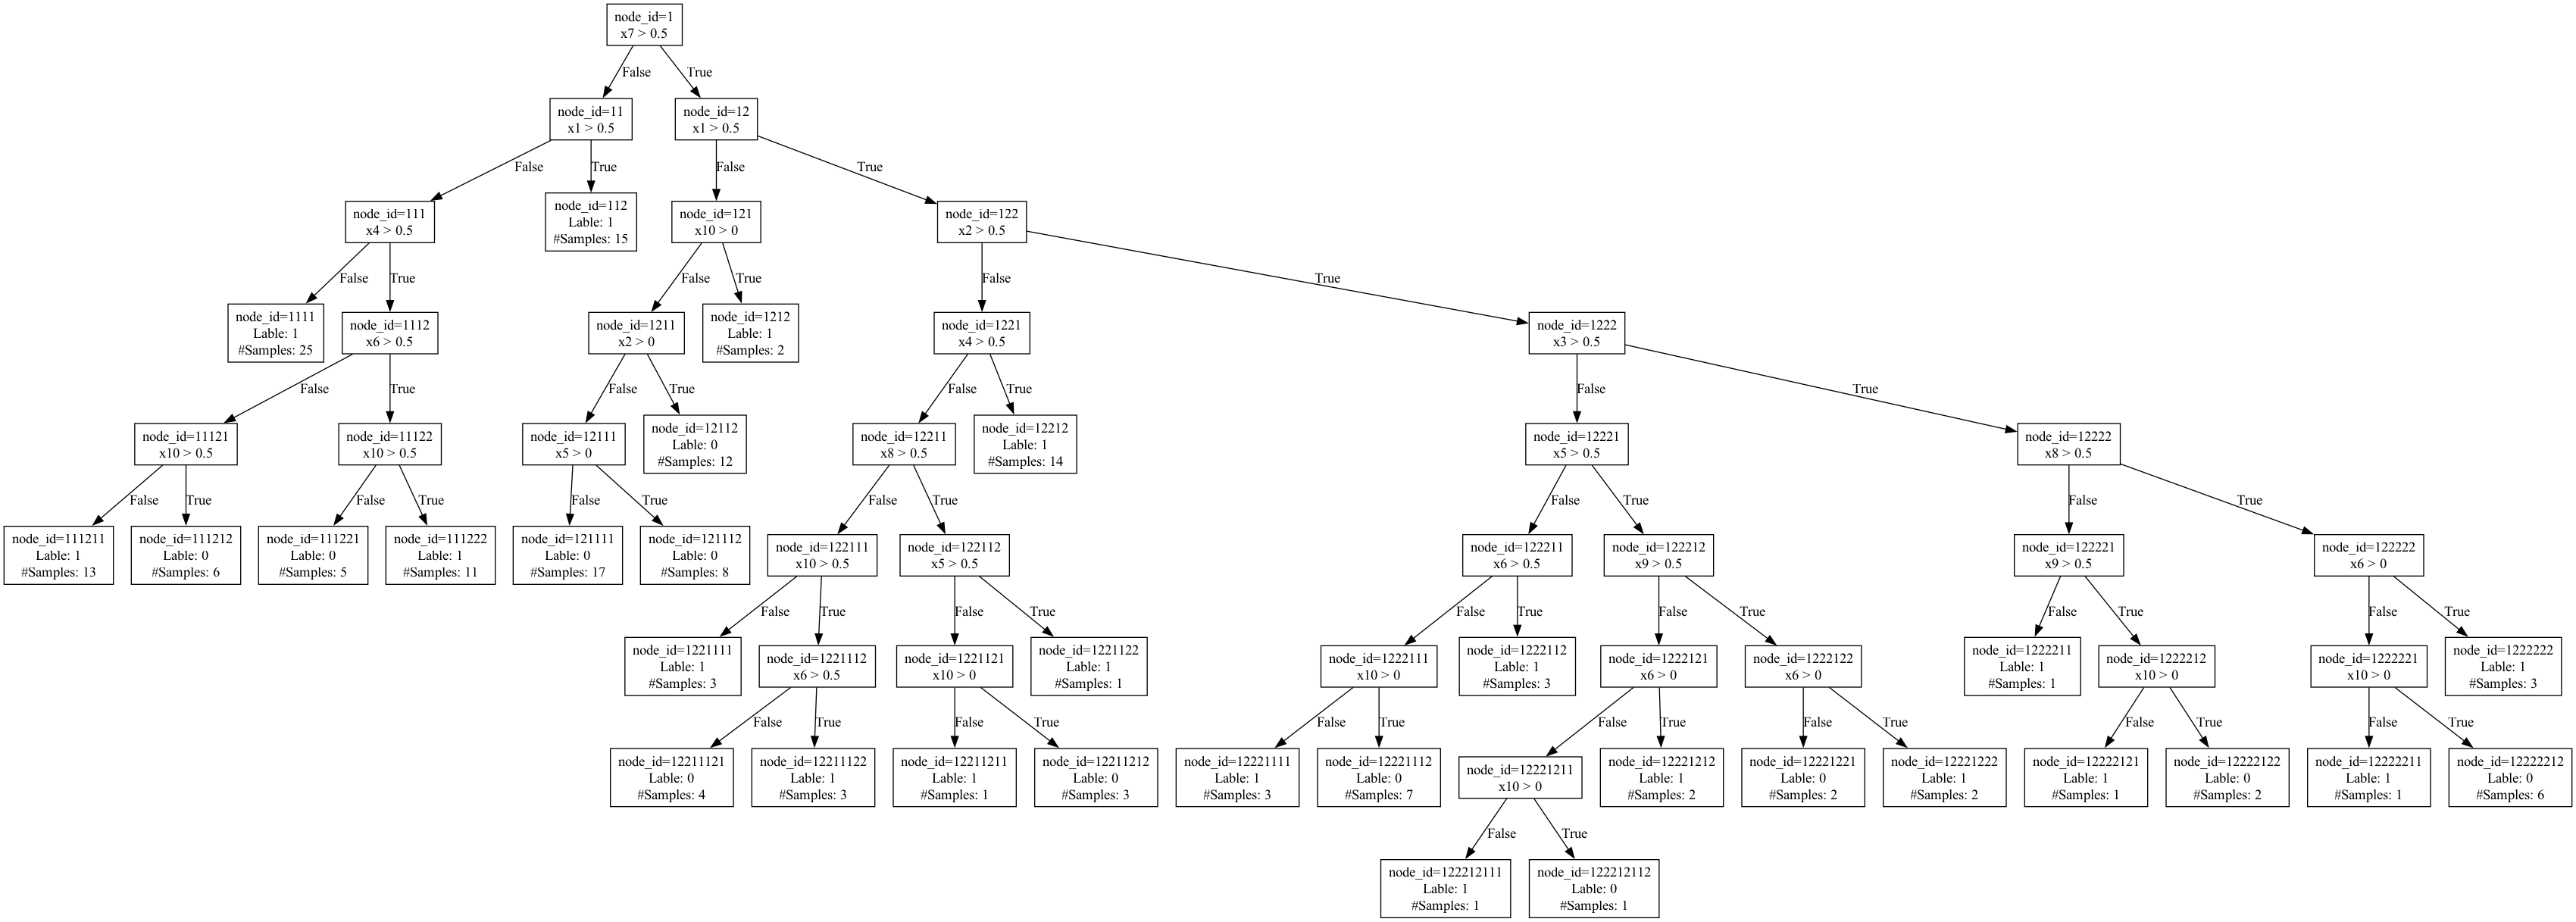 node_id=1
x7 > 0.5
False
True
node_id=11
x1 > 0.5
node_id=12
x1 > 0.5
False
True
False
True
node_id=111
x4 > 0.5
node_id=112
Lable: 1
#Samples: 15
node_id=121
x10 > 0
node_id=122
x2 > 0.5
False
True
False
True
False
True
node_id=1111
Lable: 1
#Samples: 25
node_id=1112
x6 > 0.5
node_id=1211
x2 > 0
node_id=1212
Lable: 1
#Samples: 2
node_id=1221
x4 > 0.5
node_id=1222
x3 > 0.5
False
True
False
True
False
True
False
True
node_id=11121
x10 > 0.5
node_id=11122
x10 > 0.5
node_id=12111
x5 > 0
node_id=12112
Lable: 0
#Samples: 12
node_id=12211
x8 > 0.5
node_id=12212
Lable: 1
#Samples: 14
node_id=12221
x5 > 0.5
node_id=12222
x8 > 0.5
False
True
False
True
False
True
False
True
False
True
False
True
node_id=111211
Lable: 1
#Samples: 13
node_id=111212
Lable: 0
#Samples: 6
node_id=111221
Lable: 0
#Samples: 5
node_id=111222
Lable: 1
#Samples: 11
node_id=121111
Lable: 0
#Samples: 17
node_id=121112
Lable: 0
#Samples: 8
node_id=122111
x10 > 0.5
node_id=122112
x5 > 0.5
node_id=122211
x6 > 0.5
node_id=122212
x9 > 0.5
node_id=122221
x9 > 0.5
node_id=122222
x6 > 0
False
True
False
True
False
True
False
True
False
True
False
True
node_id=1221111
Lable: 1
#Samples: 3
node_id=1221112
x6 > 0.5
node_id=1221121
x10 > 0
node_id=1221122
Lable: 1
#Samples: 1
node_id=1222111
x10 > 0
node_id=1222112
Lable: 1
#Samples: 3
node_id=1222121
x6 > 0
node_id=1222122
x6 > 0
node_id=1222211
Lable: 1
#Samples: 1
node_id=1222212
x10 > 0
node_id=1222221
x10 > 0
node_id=1222222
Lable: 1
#Samples: 3
False
True
False
True
False
True
False
True
False
True
False
True
False
True
node_id=12211121
Lable: 0
#Samples: 4
node_id=12211122
Lable: 1
#Samples: 3
node_id=12211211
Lable: 1
#Samples: 1
node_id=12211212
Lable: 0
#Samples: 3
node_id=12221111
Lable: 1
#Samples: 3
node_id=12221112
Lable: 0
#Samples: 7
node_id=12221211
x10 > 0
node_id=12221212
Lable: 1
#Samples: 2
node_id=12221221
Lable: 0
#Samples: 2
node_id=12221222
Lable: 1
#Samples: 2
node_id=12222121
Lable: 1
#Samples: 1
node_id=12222122
Lable: 0
#Samples: 2
node_id=12222211
Lable: 1
#Samples: 1
node_id=12222212
Lable: 0
#Samples: 6
False
True
node_id=122212111
Lable: 1
#Samples: 1
node_id=122212112
Lable: 0
#Samples: 1